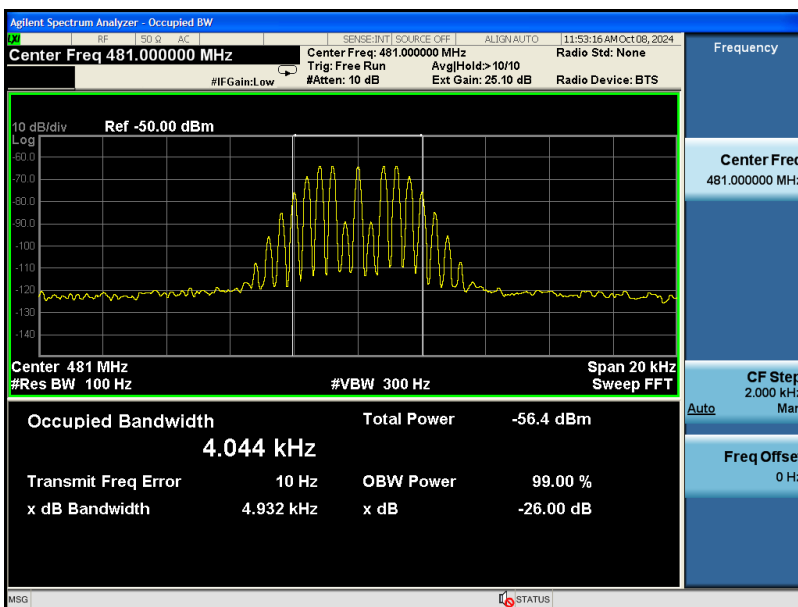 Agilent Spectrum Analyzer - Occupied BW
LXI RF 50 Ω AC SENSE:INT SOURCE OFF ALIGN AUTO 11:53:16 AM Oct 08, 2024
Center Freq 481.000000 MHz
Center Freq: 481.000000 MHz Radio Std: None
Trig: Free Run Avg|Hold:> 10/10
#IFGain:Low #Atten: 10 dB Ext Gain: 25.10 dB Radio Device: BTS
10 dB/div Ref -50.00 dBm
Log
-60.0
-70.0
-80.0
-90.0
-100
-110
-120
-130
-140
Center 481 MHz Span 20 kHz
#Res BW 100 Hz #VBW 300 Hz Sweep FFT
Occupied Bandwidth Total Power -56.4 dBm
4.044 kHz
Transmit Freq Error 10 Hz OBW Power 99.00 %
x dB Bandwidth 4.932 kHz x dB -26.00 dB
MSG STATUS
Frequency
Center Freq
481.000000 MHz
CF Step
2.000 kHz
Auto Man
Freq Offset
0 Hz